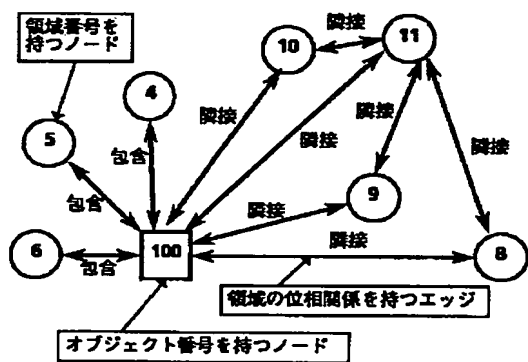 領域番号を
持つノード
10
隣接
11
4
隣接
隣接
隣接
5
包含
隣接
隣接
包含
9
隣接
6
包含
100
隣接
8
領域の位相関係を持つエッジ
オブジェクト番号を持つノード